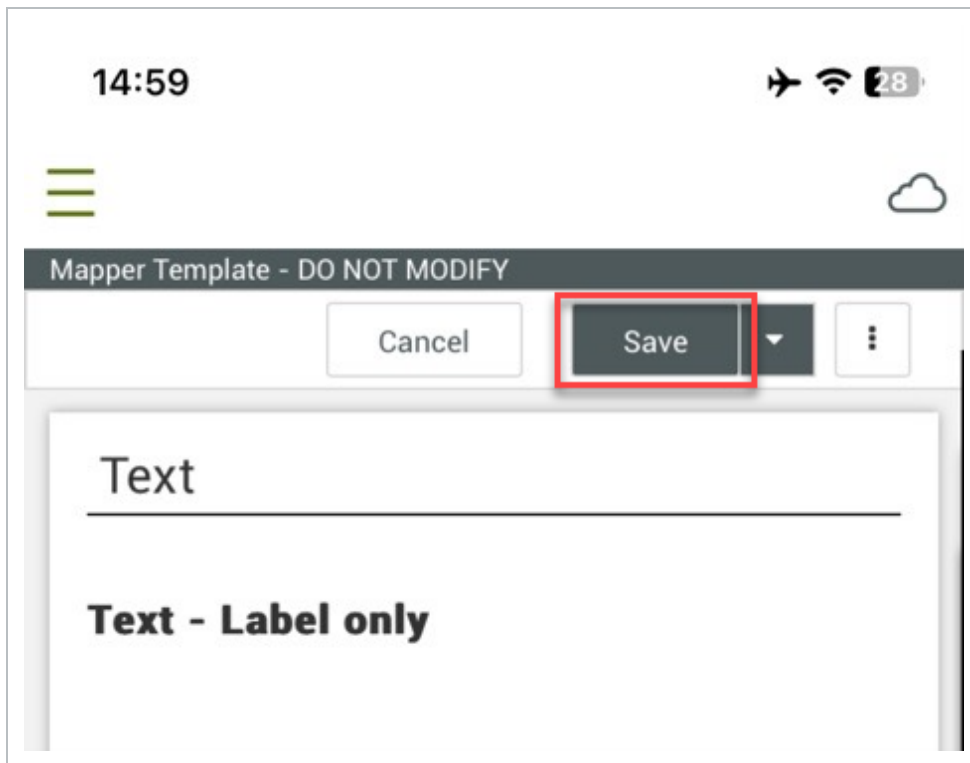 14:59 28
Mapper Template - DO NOT MODIFY
Cancel Save
Text
Text - Label only